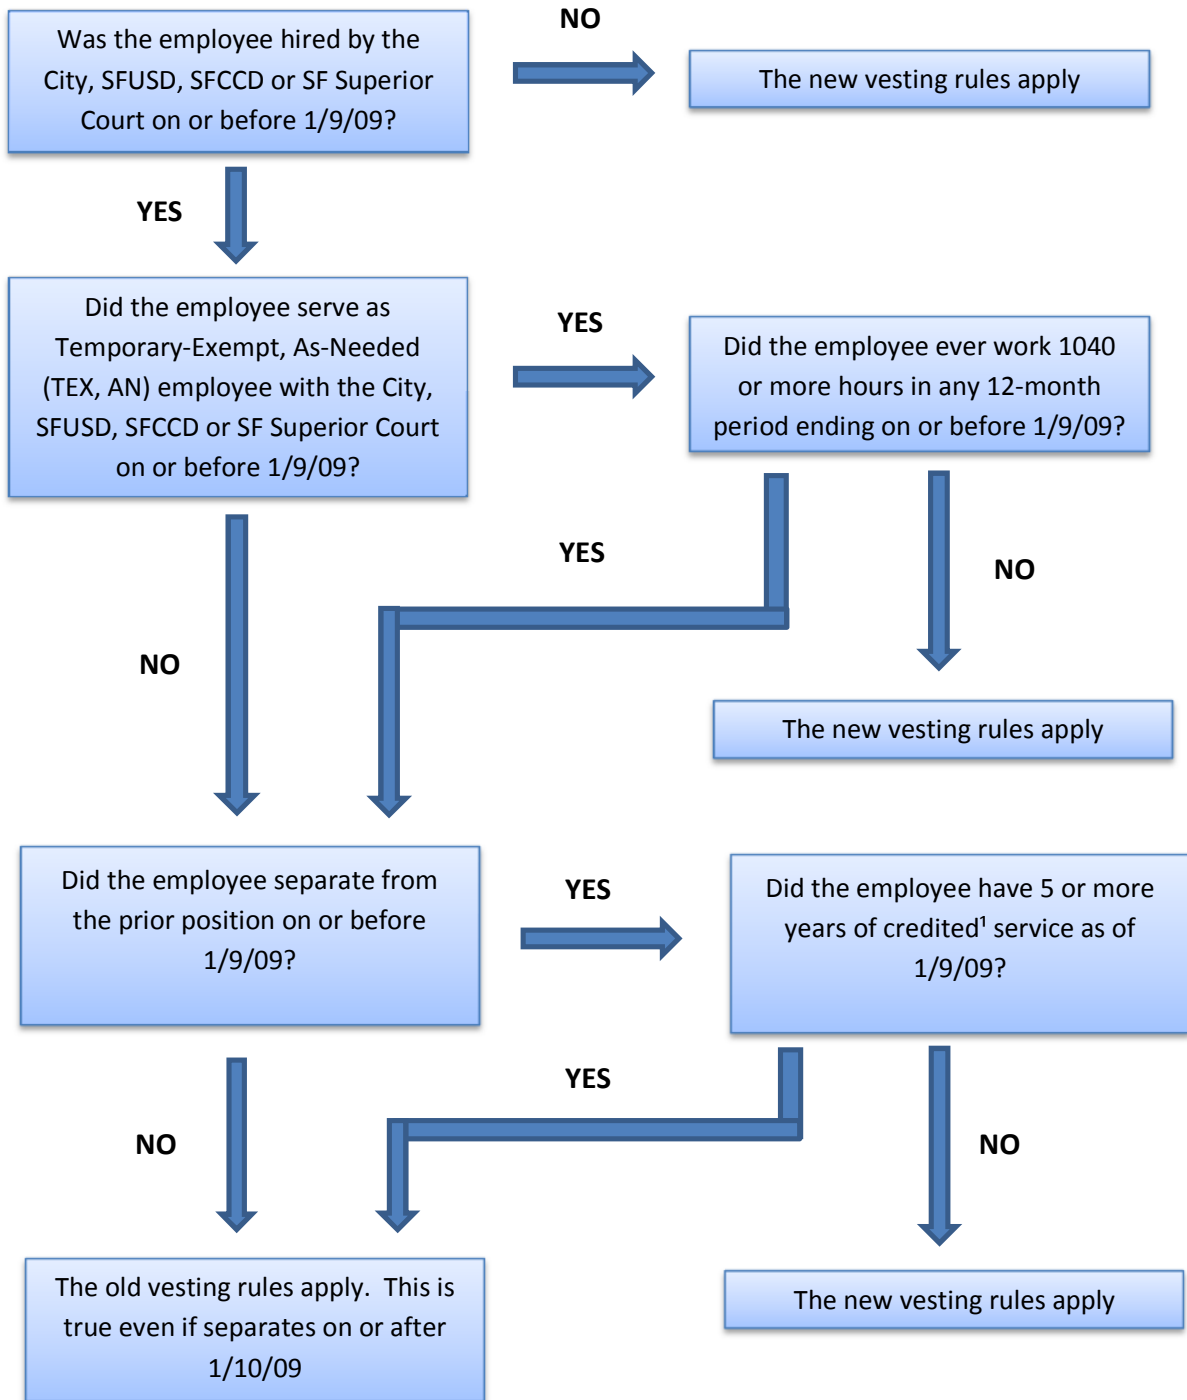 NO
Was the employee hired by the
City, SFUSD, SFCCD or SF Superior
Court on or before 1/9/09?
The new vesting rules apply
YES
Did the employee serve as
Temporary-Exempt, As-Needed
(TEX, AN) employee with the City,
SFUSD, SFCCD or SF Superior Court
on or before 1/9/09?
YES
Did the employee ever work 1040
or more hours in any 12-month
period ending on or before 1/9/09?
YES
NO
NO
The new vesting rules apply
Did the employee separate from
the prior position on or before
1/9/09?
YES
Did the employee have 5 or more
years of credited¹ service as of
1/9/09?
YES
NO
NO
The old vesting rules apply.  This is
true even if separates on or after
1/10/09
The new vesting rules apply